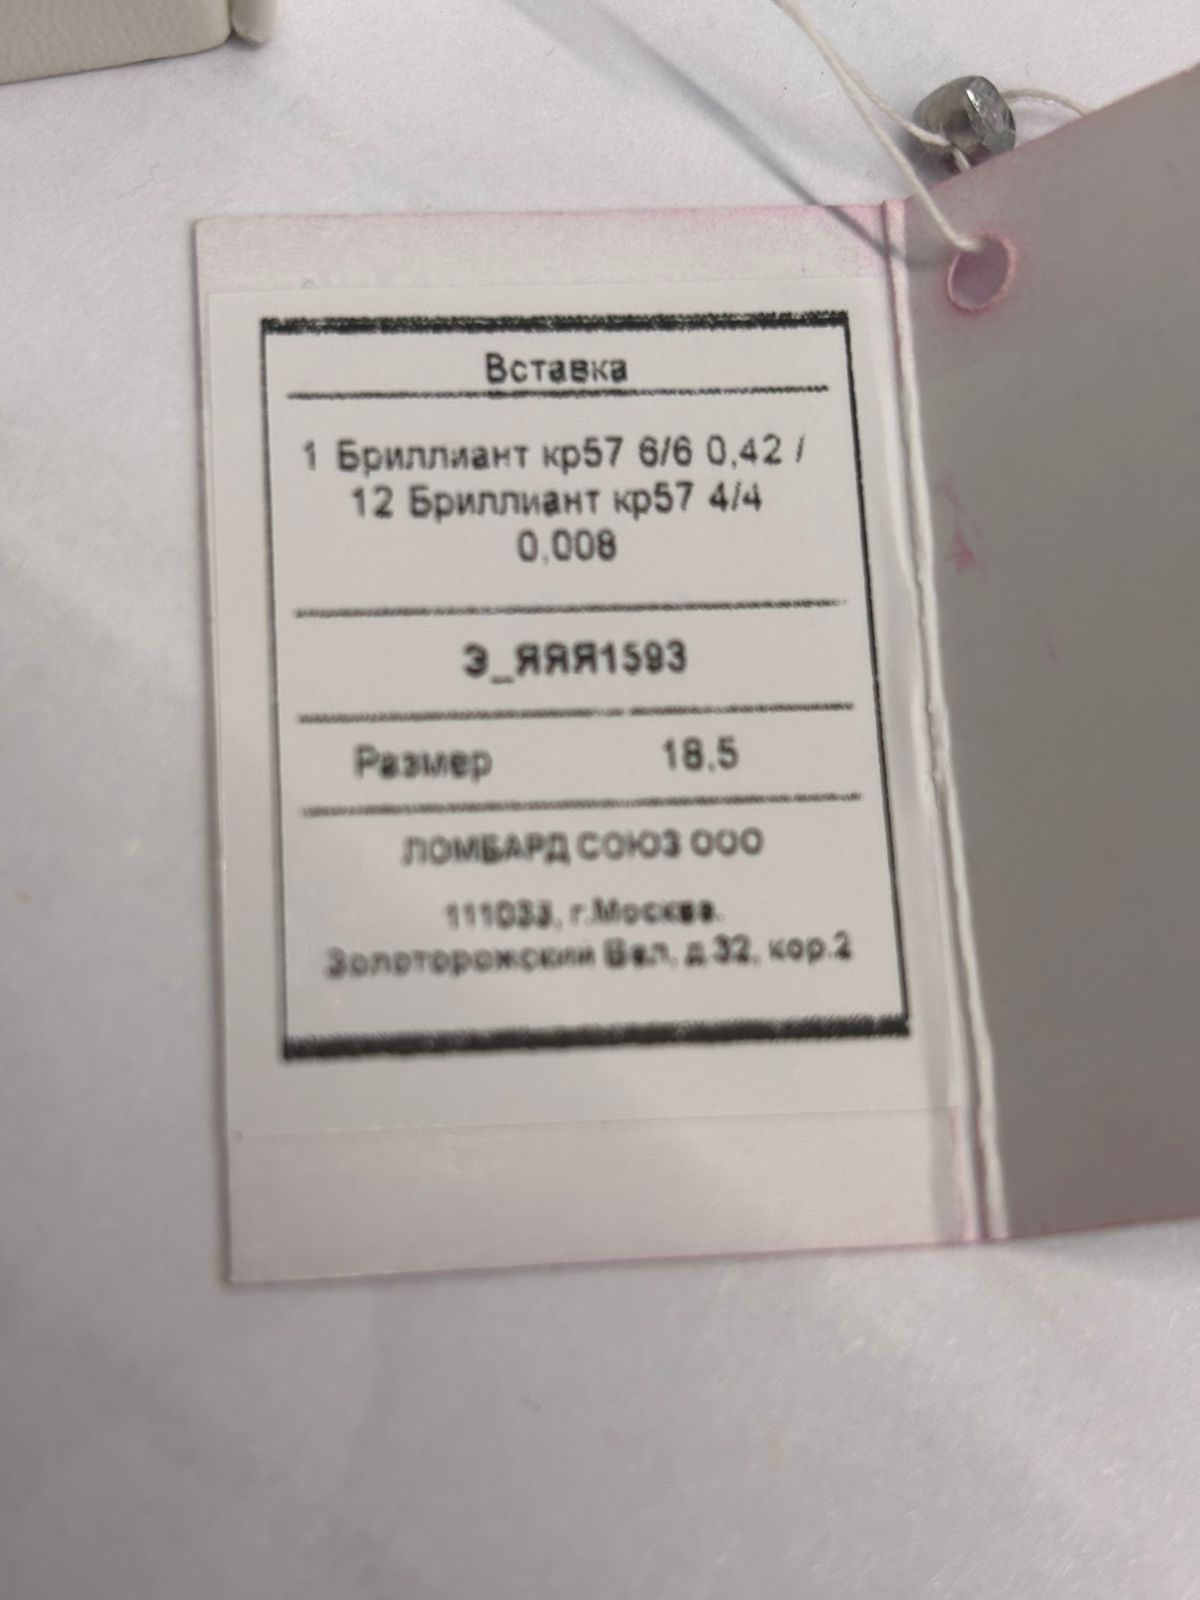 Вставка
1 Бриллиант кр57 6/6 0,42 /
12 Бриллиант кр57 4/4
0,008
Э_ЯЯЯ1593
Размер 18,5
ЛОМБАРД СОЮЗ ООО
111033, г.Москва,
Золоторожский Вал, д.32, кор.2